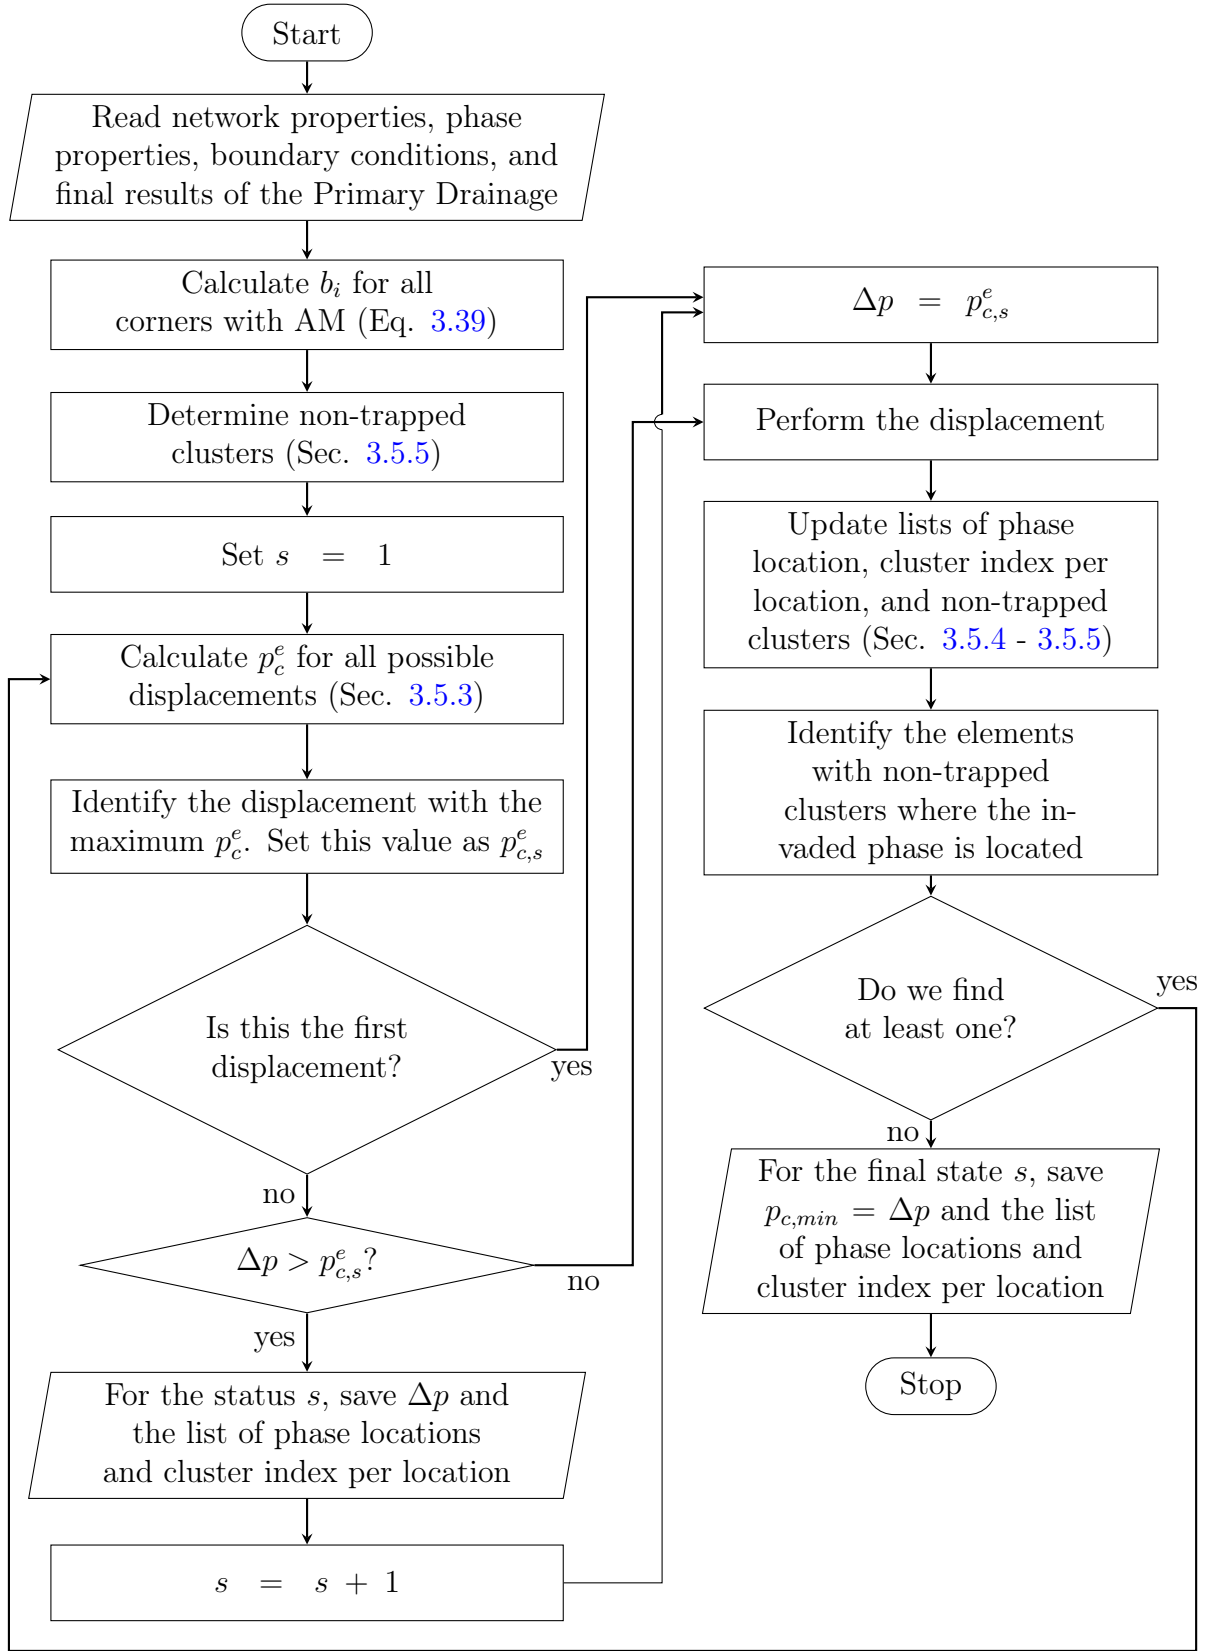 Start
Read network properties, phase
properties, boundary conditions, and
final results of the Primary Drainage
Calculate $b_i$ for all
corners with AM (Eq. 3.39)
Determine non-trapped
clusters (Sec. 3.5.5)
Set $s = 1$
Calculate $p_c^e$ for all possible
displacements (Sec. 3.5.3)
Identify the displacement with the
maximum $p_c^e$. Set this value as $p_{c,s}^e$
Is this the first
displacement?
yes
no
$\Delta p > p_{c,s}^e$?
no
yes
For the status $s$, save $\Delta p$ and
the list of phase locations
and cluster index per location
$s = s + 1$
$\Delta p = p_{c,s}^e$
Perform the displacement
Update lists of phase
location, cluster index per
location, and non-trapped
clusters (Sec. 3.5.4 - 3.5.5)
Identify the elements
with non-trapped
clusters where the in-
vaded phase is located
Do we find
at least one?
yes
no
For the final state $s$, save
$p_{c,min} = \Delta p$ and the list
of phase locations and
cluster index per location
Stop